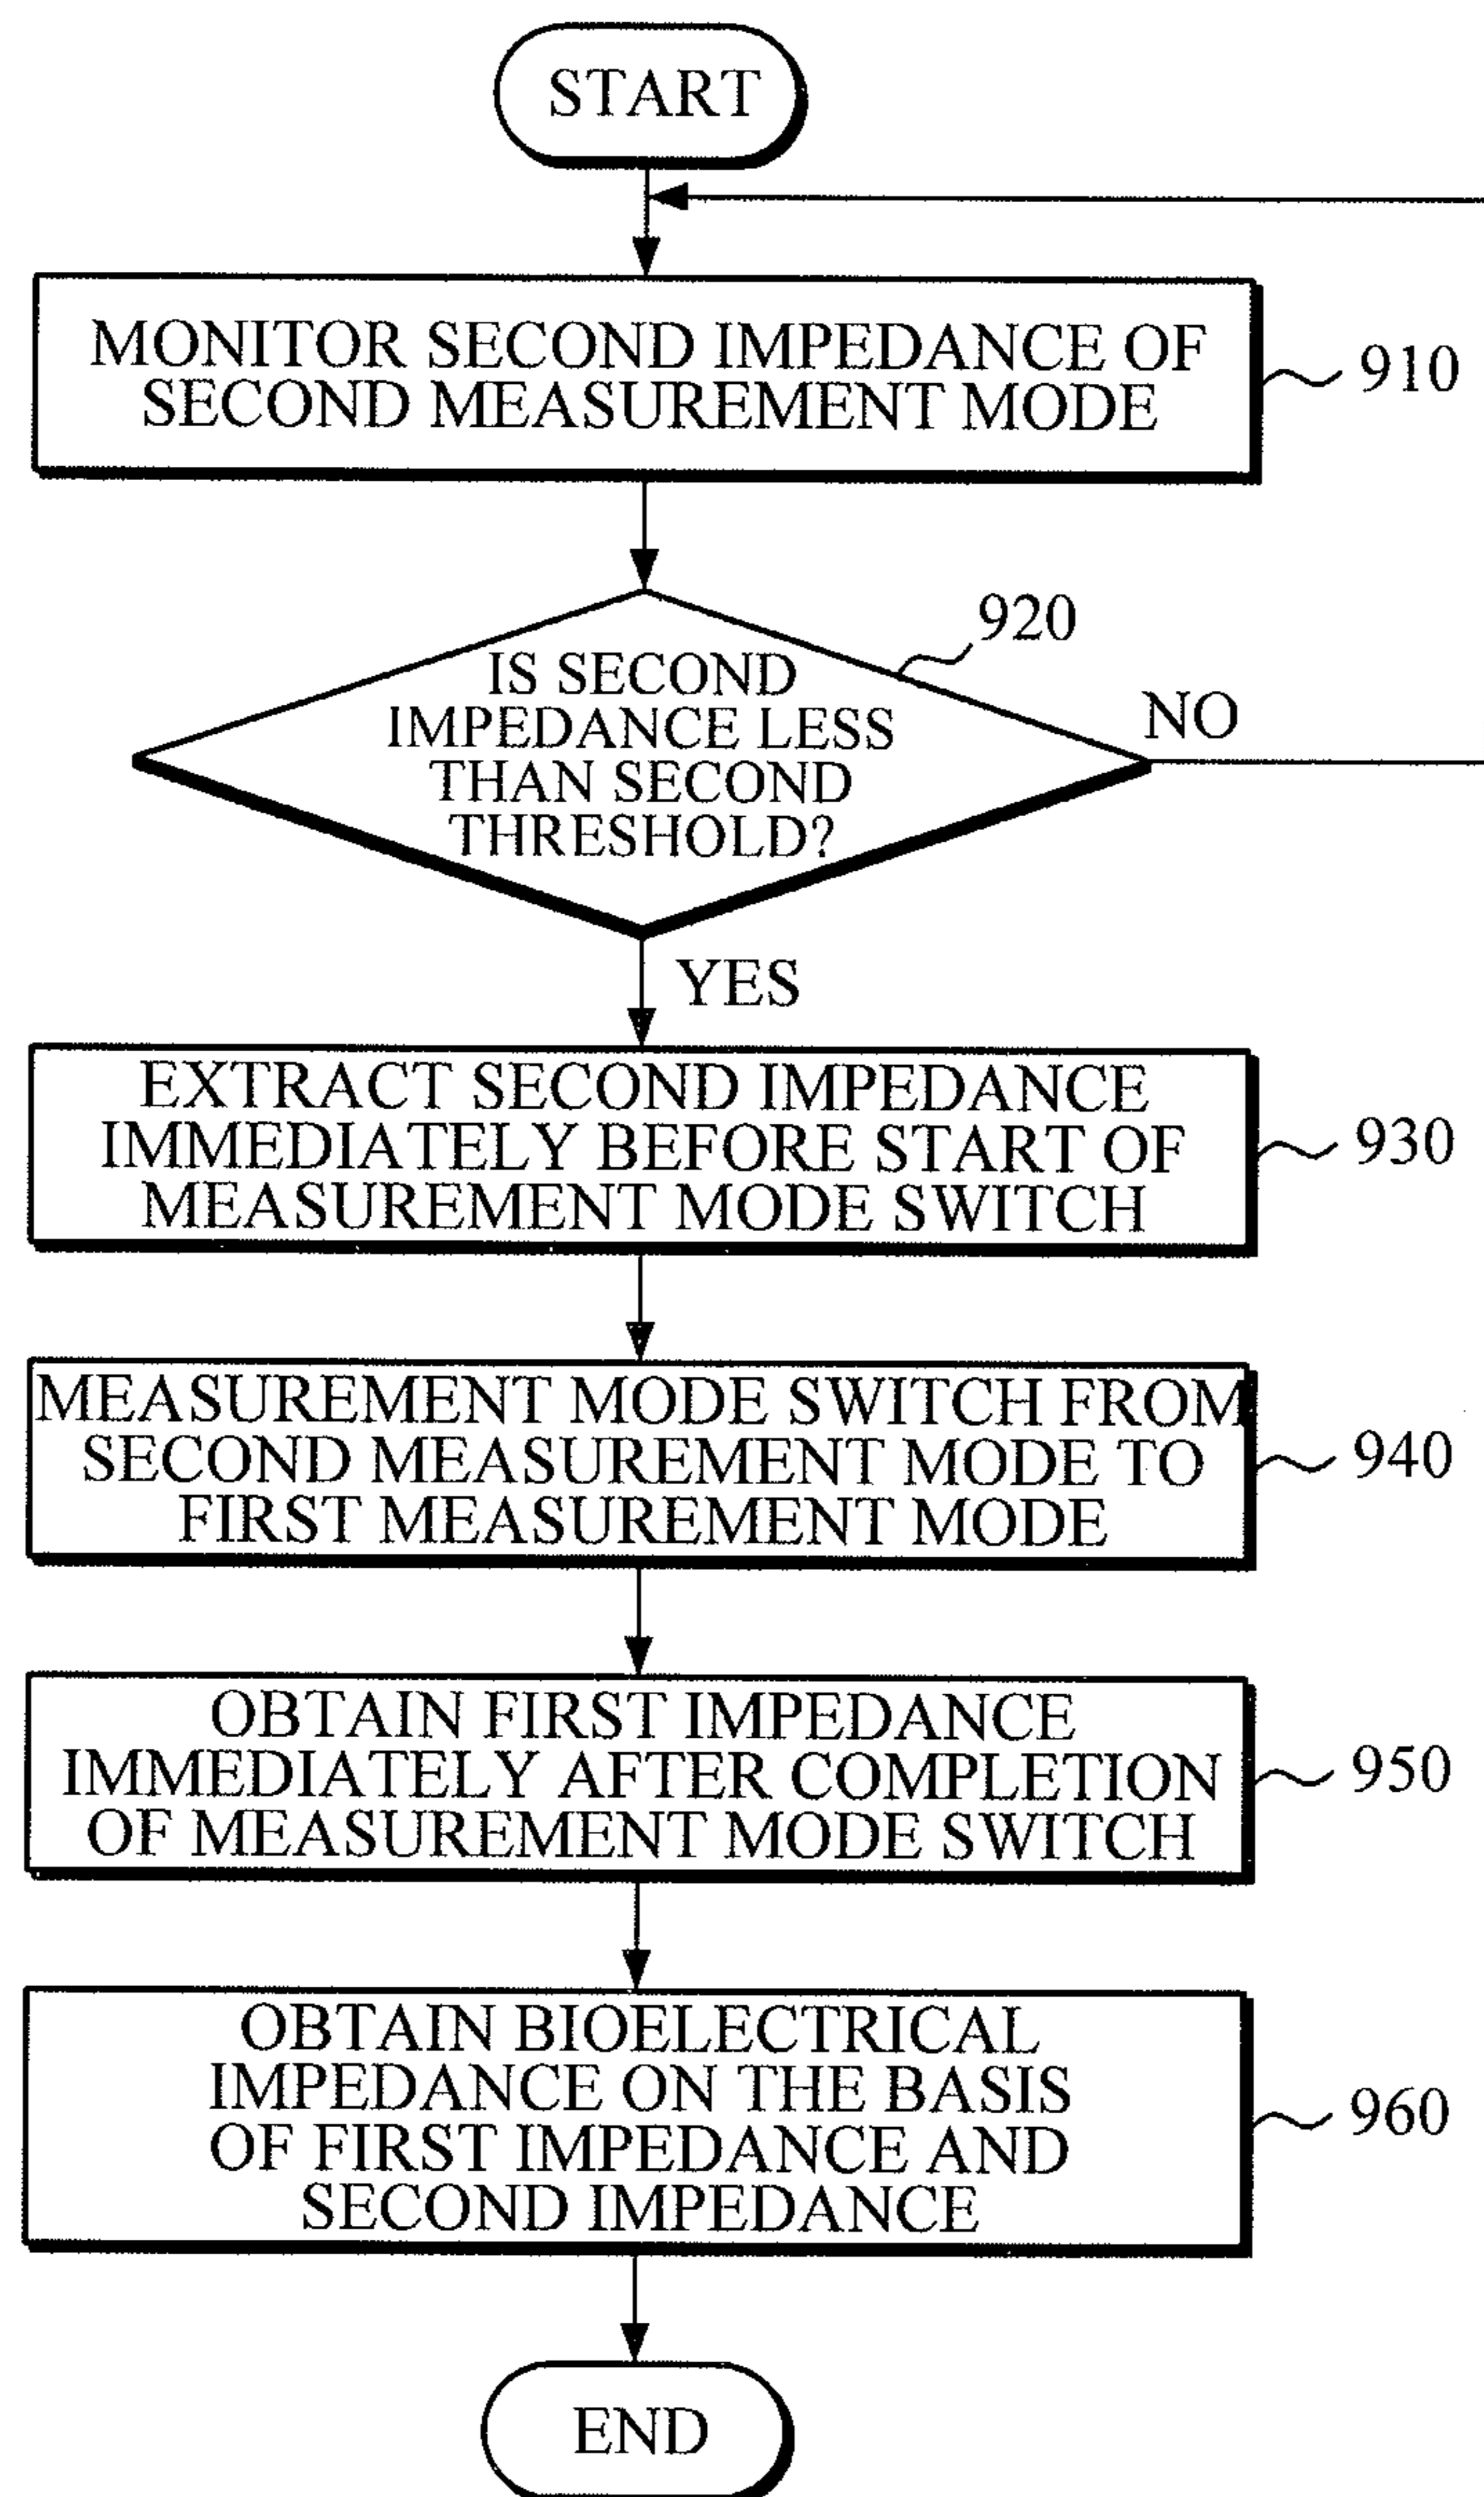 START
MONITOR SECOND IMPEDANCE OF
SECOND MEASUREMENT MODE
910
920
IS SECOND
IMPEDANCE LESS
THAN SECOND
THRESHOLD?
NO
YES
EXTRACT SECOND IMPEDANCE
IMMEDIATELY BEFORE START OF
MEASUREMENT MODE SWITCH
930
MEASUREMENT MODE SWITCH FROM
SECOND MEASUREMENT MODE TO
FIRST MEASUREMENT MODE
940
OBTAIN FIRST IMPEDANCE
IMMEDIATELY AFTER COMPLETION
OF MEASUREMENT MODE SWITCH
950
OBTAIN BIOELECTRICAL
IMPEDANCE ON THE BASIS
OF FIRST IMPEDANCE AND
SECOND IMPEDANCE
960
END